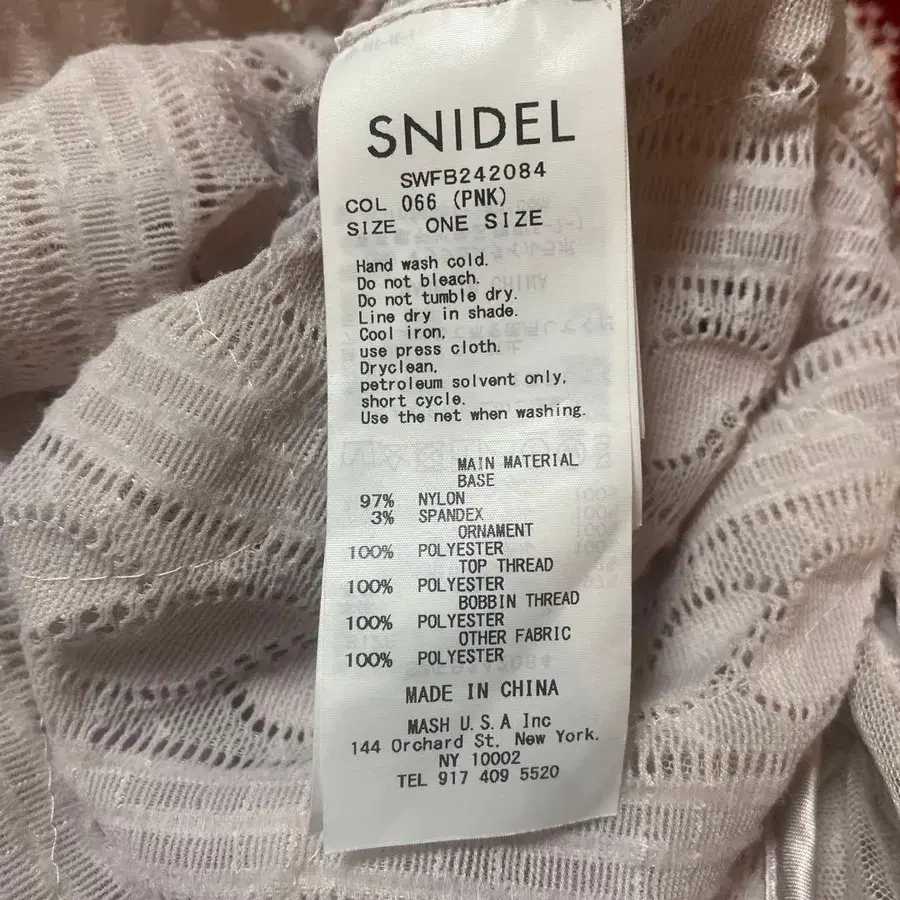 SNIDEL
SWFB242084
COL 066 (PNK)
SIZE ONE SIZE
Hand wash cold.
Do not bleach.
Do not tumble dry.
Line dry in shade.
Cool iron,
use press cloth.
Dryclean,
petroleum solvent only,
short cycle.
Use the net when washing.
MAIN MATERIAL
BASE
97% NYLON
3% SPANDEX
ORNAMENT
100% POLYESTER
TOP THREAD
100% POLYESTER
BOBBIN THREAD
100% POLYESTER
OTHER FABRIC
100% POLYESTER
MADE IN CHINA
MASH U.S.A Inc
144 Orchard St, New York.
NY 10002
TEL 917 409 5520